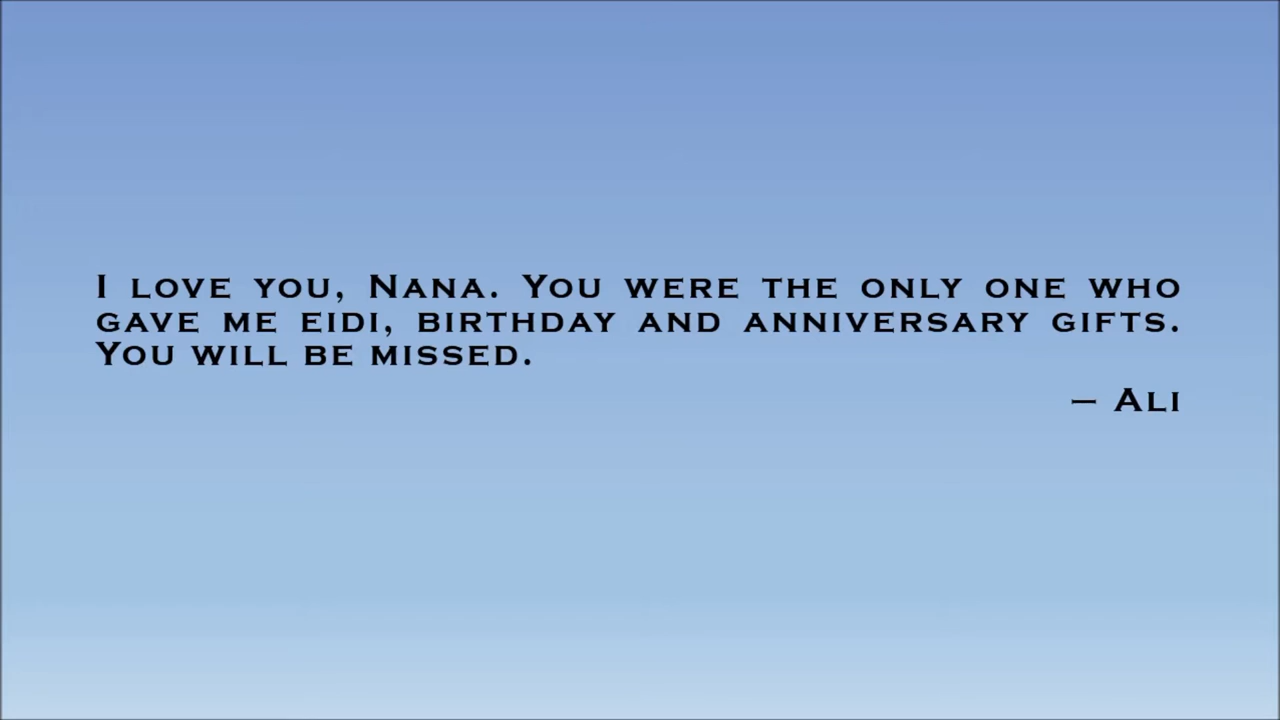 I love you, Nana. You were the only one who
gave me eidi, birthday and anniversary gifts.
You will be missed.
– Ali